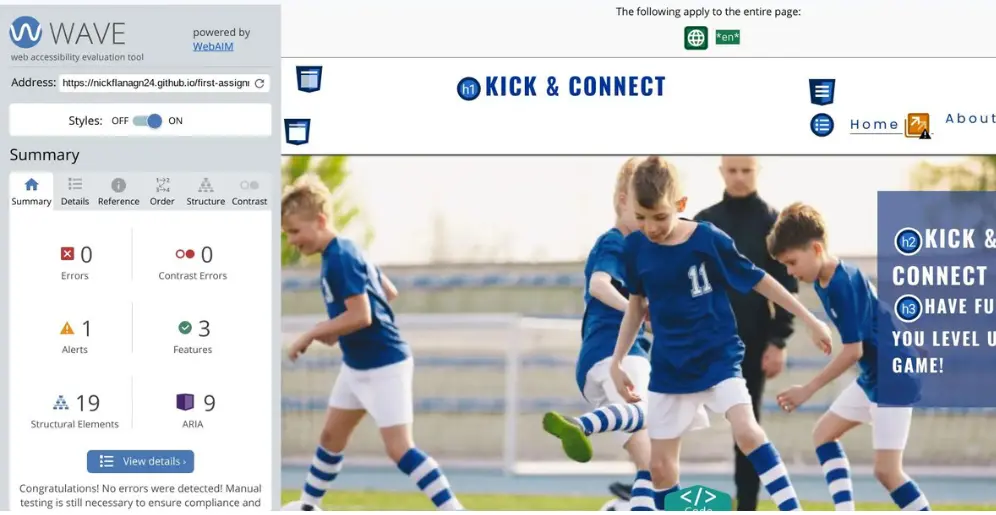 WAVE
web accessibility evaluation tool
powered by
WebAIM
Address: https://nickflanagn24.github.io/first-assign
Styles: OFF ON
Summary
Summary Details Reference Order Structure Contrast
0 Errors
0 Contrast Errors
1 Alerts
3 Features
19 Structural Elements
9 ARIA
View details ›
Congratulations! No errors were detected! Manual
testing is still necessary to ensure compliance and
The following apply to the entire page:
*en*
h1 KICK & CONNECT
Home About
11
h2 KICK &
CONNECT
h3 HAVE FU
YOU LEVEL U
GAME!
</>
Code